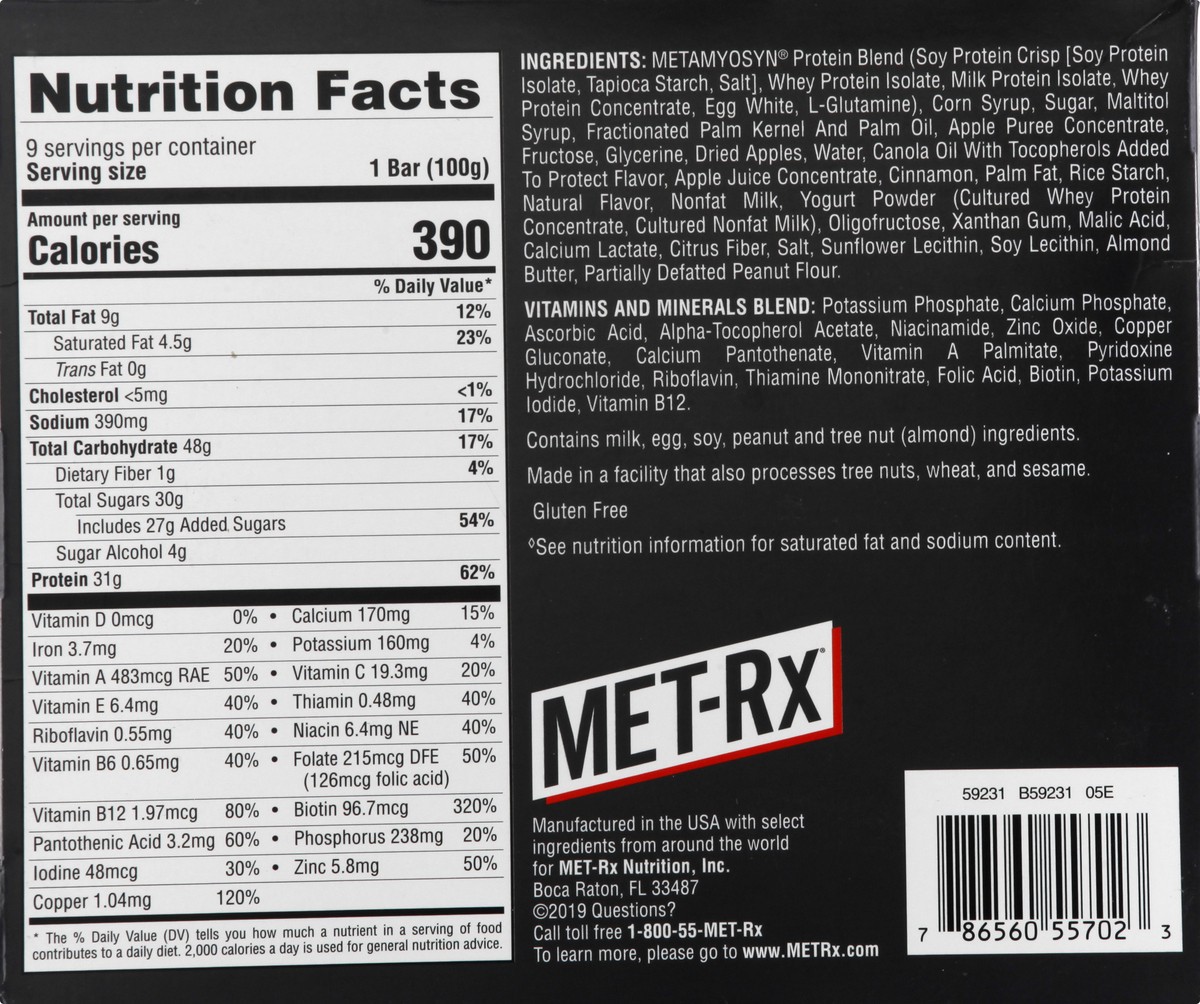 Nutrition Facts
9 servings per container
Serving size 1 Bar (100g)
Amount per serving
Calories 390
% Daily Value*
Total Fat 9g 12%
Saturated Fat 4.5g 23%
Trans Fat 0g
Cholesterol <5mg <1%
Sodium 390mg 17%
Total Carbohydrate 48g 17%
Dietary Fiber 1g 4%
Total Sugars 30g
Includes 27g Added Sugars 54%
Sugar Alcohol 4g
Protein 31g 62%
Vitamin D 0mcg 0% • Calcium 170mg 15%
Iron 3.7mg 20% • Potassium 160mg 4%
Vitamin A 483mcg RAE 50% • Vitamin C 19.3mg 20%
Vitamin E 6.4mg 40% • Thiamin 0.48mg 40%
Riboflavin 0.55mg 40% • Niacin 6.4mg NE 40%
Vitamin B6 0.65mg 40% • Folate 215mcg DFE 50%
(126mcg folic acid)
Vitamin B12 1.97mcg 80% • Biotin 96.7mcg 320%
Pantothenic Acid 3.2mg 60% • Phosphorus 238mg 20%
Iodine 48mcg 30% • Zinc 5.8mg 50%
Copper 1.04mg 120%
* The % Daily Value (DV) tells you how much a nutrient in a serving of food
contributes to a daily diet. 2,000 calories a day is used for general nutrition advice.
INGREDIENTS: METAMYOSYN® Protein Blend (Soy Protein Crisp [Soy Protein
Isolate, Tapioca Starch, Salt], Whey Protein Isolate, Milk Protein Isolate, Whey
Protein Concentrate, Egg White, L-Glutamine), Corn Syrup, Sugar, Maltitol
Syrup, Fractionated Palm Kernel And Palm Oil, Apple Puree Concentrate,
Fructose, Glycerine, Dried Apples, Water, Canola Oil With Tocopherols Added
To Protect Flavor, Apple Juice Concentrate, Cinnamon, Palm Fat, Rice Starch,
Natural Flavor, Nonfat Milk, Yogurt Powder (Cultured Whey Protein
Concentrate, Cultured Nonfat Milk), Oligofructose, Xanthan Gum, Malic Acid,
Calcium Lactate, Citrus Fiber, Salt, Sunflower Lecithin, Soy Lecithin, Almond
Butter, Partially Defatted Peanut Flour.
VITAMINS AND MINERALS BLEND: Potassium Phosphate, Calcium Phosphate,
Ascorbic Acid, Alpha-Tocopherol Acetate, Niacinamide, Zinc Oxide, Copper
Gluconate, Calcium Pantothenate, Vitamin A Palmitate, Pyridoxine
Hydrochloride, Riboflavin, Thiamine Mononitrate, Folic Acid, Biotin, Potassium
Iodide, Vitamin B12.
Contains milk, egg, soy, peanut and tree nut (almond) ingredients.
Made in a facility that also processes tree nuts, wheat, and sesame.
Gluten Free
◊See nutrition information for saturated fat and sodium content.
MET-Rx®
Manufactured in the USA with select
ingredients from around the world
for MET-Rx Nutrition, Inc.
Boca Raton, FL 33487
©2019 Questions?
Call toll free 1-800-55-MET-Rx
To learn more, please go to www.METRx.com
59231 B59231 05E
7 86560 55702 3